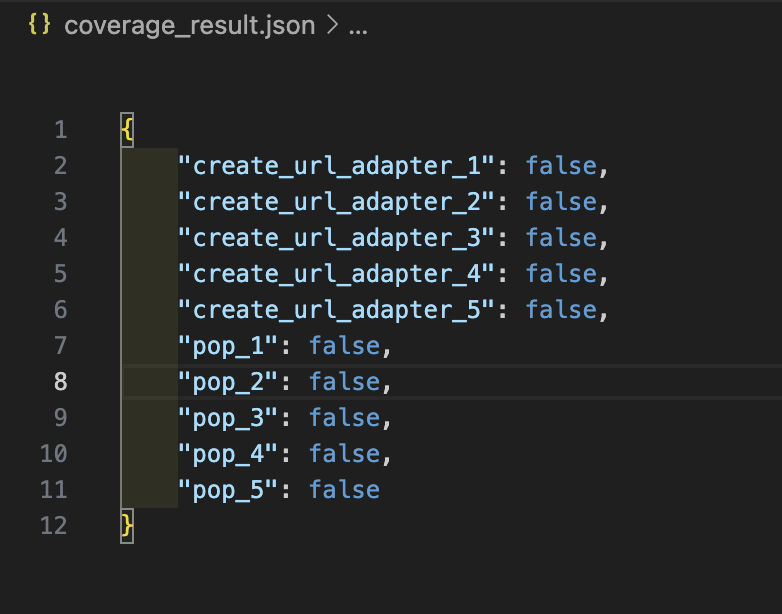 {} coverage_result.json > ...
1 {
2 "create_url_adapter_1": false,
3 "create_url_adapter_2": false,
4 "create_url_adapter_3": false,
5 "create_url_adapter_4": false,
6 "create_url_adapter_5": false,
7 "pop_1": false,
8 "pop_2": false,
9 "pop_3": false,
10 "pop_4": false,
11 "pop_5": false
12 }